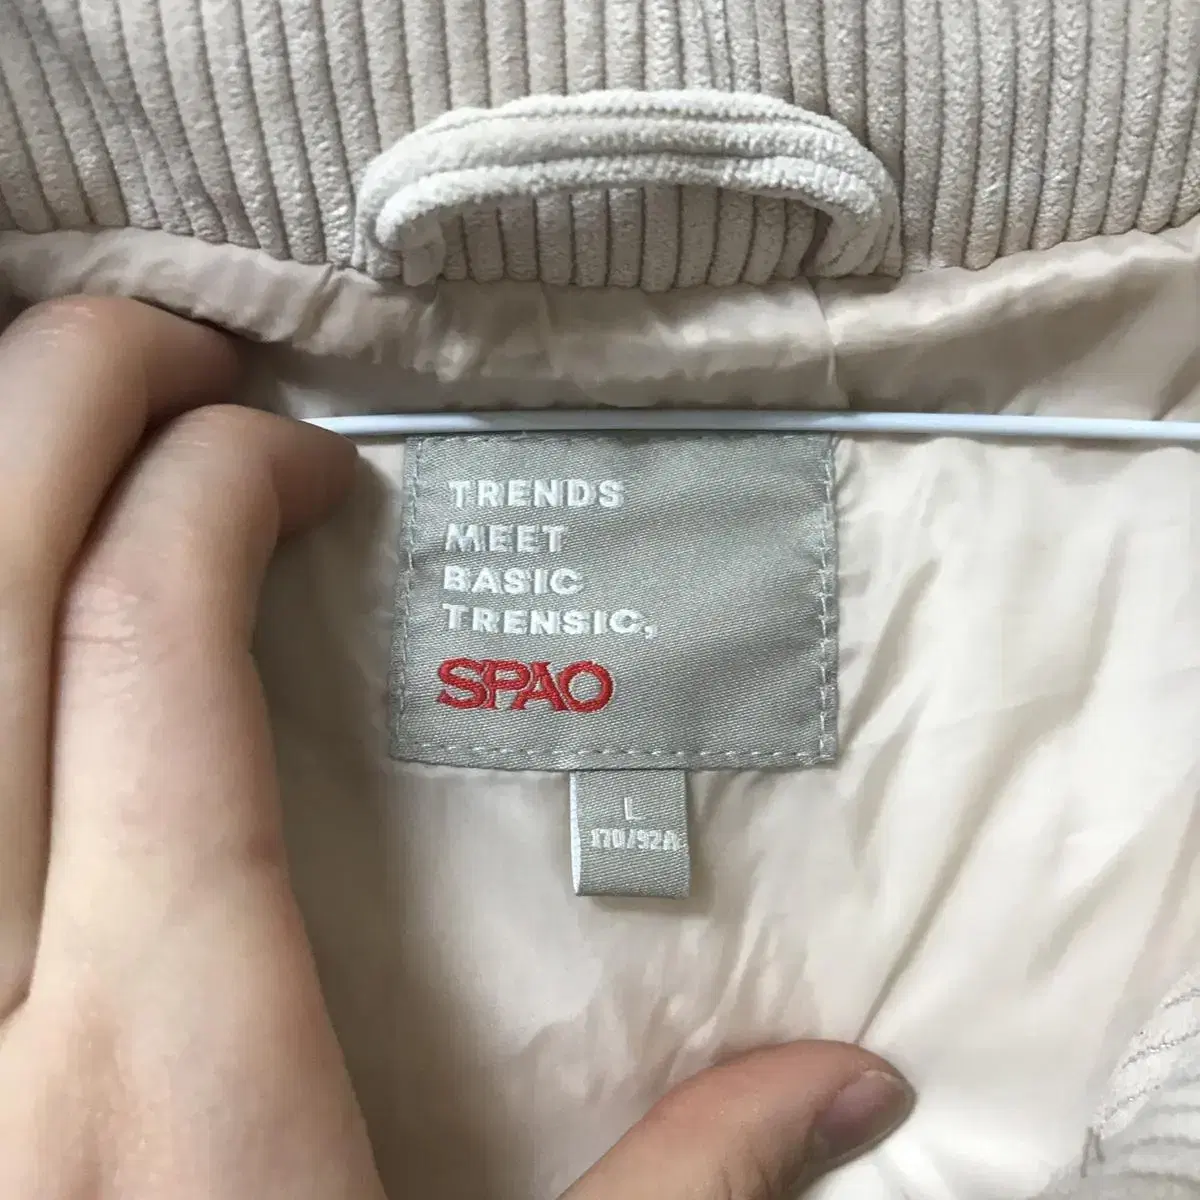 TRENDS
MEET
BASIC
TRENSIC,
SPAO
L
170/92A